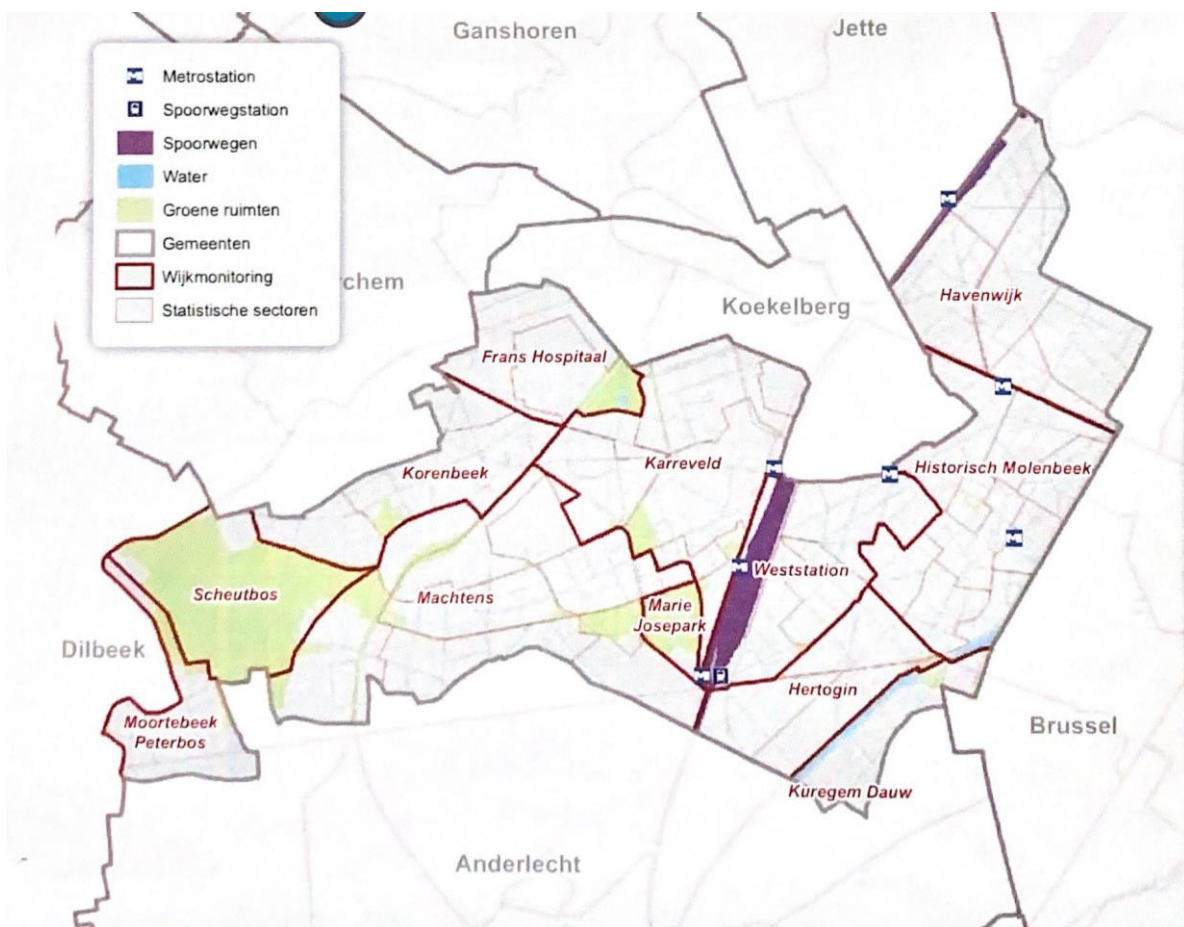 Ganshoren
Jette
Metrostation
Spoorwegstation
Spoorwegen
Water
Groene ruimten
Gemeenten
Wijkmonitoring
Statistische sectoren
rchem
Koekelberg
Havenwijk
Frans Hospitaal
Korenbeek
Karreveld
Historisch Molenbeek
Scheutbos
Machtens
Weststation
Marie
Josepark
Dilbeek
Hertogin
Moortebeek
Peterbos
Brussel
Kuregem Dauw
Anderlecht